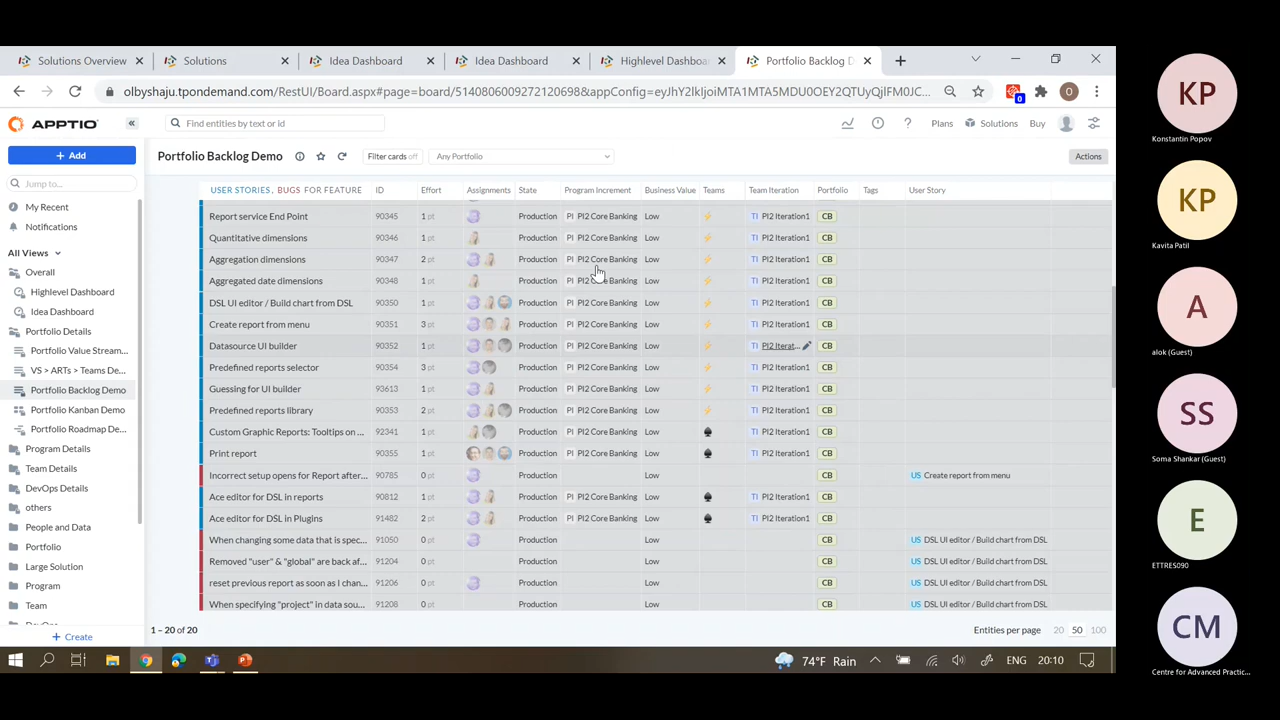 Solutions Overview
Solutions
Idea Dashboard
Idea Dashboard
Highlevel Dashboa
Portfolio Backlog D
olbyshaju.tpondemand.com/RestUI/Board.aspx#page=board/5140806009272120698&appConfig=eyJhY2lkIjoiMTA1MTA5MDU0OEY2QTUyQjlFM0JC...
0
O
APPTIO
Find entities by text or id
Plans
Solutions
Buy
+ Add
Jump to...
My Recent
Notifications
All Views
Overall
Highlevel Dashboard
Idea Dashboard
Portfolio Details
Portfolio Value Stream...
VS > ARTs > Teams De...
Portfolio Backlog Demo
Portfolio Kanban Demo
Portfolio Roadmap De...
Program Details
Team Details
DevOps Details
others
People and Data
Portfolio
Large Solution
Program
Team
+ Create
Portfolio Backlog Demo
Filter cards off
Any Portfolio
Actions
USER STORIES, BUGS FOR FEATURE ID Effort Assignments State Program Increment Business Value Teams Team Iteration Portfolio Tags User Story
Report service End Point 90345 1 pt Production PI PI2 Core Banking Low TI PI2 Iteration1 CB
Quantitative dimensions 90346 1 pt Production PI PI2 Core Banking Low TI PI2 Iteration1 CB
Aggregation dimensions 90347 2 pt Production PI PI2 Core Banking Low TI PI2 Iteration1 CB
Aggregated date dimensions 90348 1 pt Production PI PI2 Core Banking Low TI PI2 Iteration1 CB
DSL UI editor / Build chart from DSL 90350 1 pt Production PI PI2 Core Banking Low TI PI2 Iteration1 CB
Create report from menu 90351 3 pt Production PI PI2 Core Banking Low TI PI2 Iteration1 CB
Datasource UI builder 90352 1 pt Production PI PI2 Core Banking Low TI PI2 Iterat... CB
Predefined reports selector 90354 3 pt Production PI PI2 Core Banking Low TI PI2 Iteration1 CB
Guessing for UI builder 93613 1 pt Production PI PI2 Core Banking Low TI PI2 Iteration1 CB
Predefined reports library 90353 2 pt Production PI PI2 Core Banking Low TI PI2 Iteration1 CB
Custom Graphic Reports: Tooltips on ... 92341 1 pt Production PI PI2 Core Banking Low TI PI2 Iteration1 CB
Print report 90355 1 pt Production PI PI2 Core Banking Low TI PI2 Iteration1 CB
Incorrect setup opens for Report after... 90785 0 pt Production Low CB US Create report from menu
Ace editor for DSL in reports 90812 1 pt Production PI PI2 Core Banking Low TI PI2 Iteration1 CB
Ace editor for DSL in Plugins 91482 2 pt Production PI PI2 Core Banking Low TI PI2 Iteration1 CB
When changing some data that is spec... 91050 0 pt Production Low CB US DSL UI editor / Build chart from DSL
Removed "user" & "global" are back af... 91204 0 pt Production Low CB US DSL UI editor / Build chart from DSL
reset previous report as soon as I chan... 91206 0 pt Production Low CB US DSL UI editor / Build chart from DSL
When specifying "project" in data sou... 91208 0 pt Production Low CB US DSL UI editor / Build chart from DSL
1 – 20 of 20
Entities per page 20 50 100
74°F Rain
ENG
20:10
KP
Konstantin Popov
KP
Kavita Patil
A
alok (Guest)
SS
Soma Shankar (Guest)
E
ETTRES090
CM
Centre for Advanced Practic...